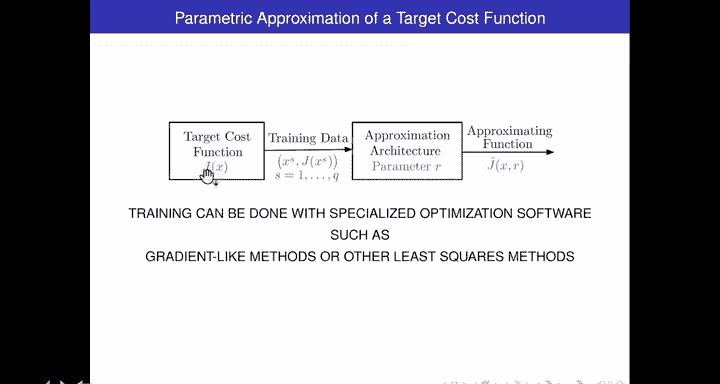 Parametric Approximation of a Target Cost Function
Target Cost
Function
J(x)
Training Data
(x^s, J(x^s))
s = 1, . . . , q
Approximation
Architecture
Parameter r
Approximating
Function
J̃(x, r)
TRAINING CAN BE DONE WITH SPECIALIZED OPTIMIZATION SOFTWARE
SUCH AS
GRADIENT-LIKE METHODS OR OTHER LEAST SQUARES METHODS